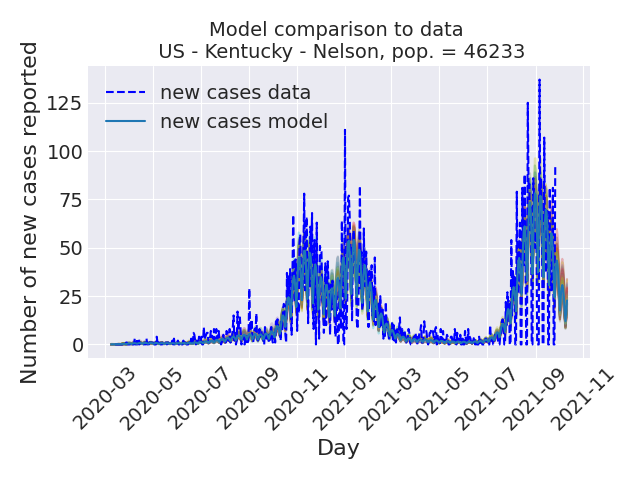 Model comparison to data
US - Kentucky - Nelson, pop. = 46233
Number of new cases reported
new cases data
new cases model
125
100
75
50
25
0
2020-03
2020-05
2020-07
2020-09
2020-11
2021-01
2021-03
2021-05
2021-07
2021-09
2021-11
Day